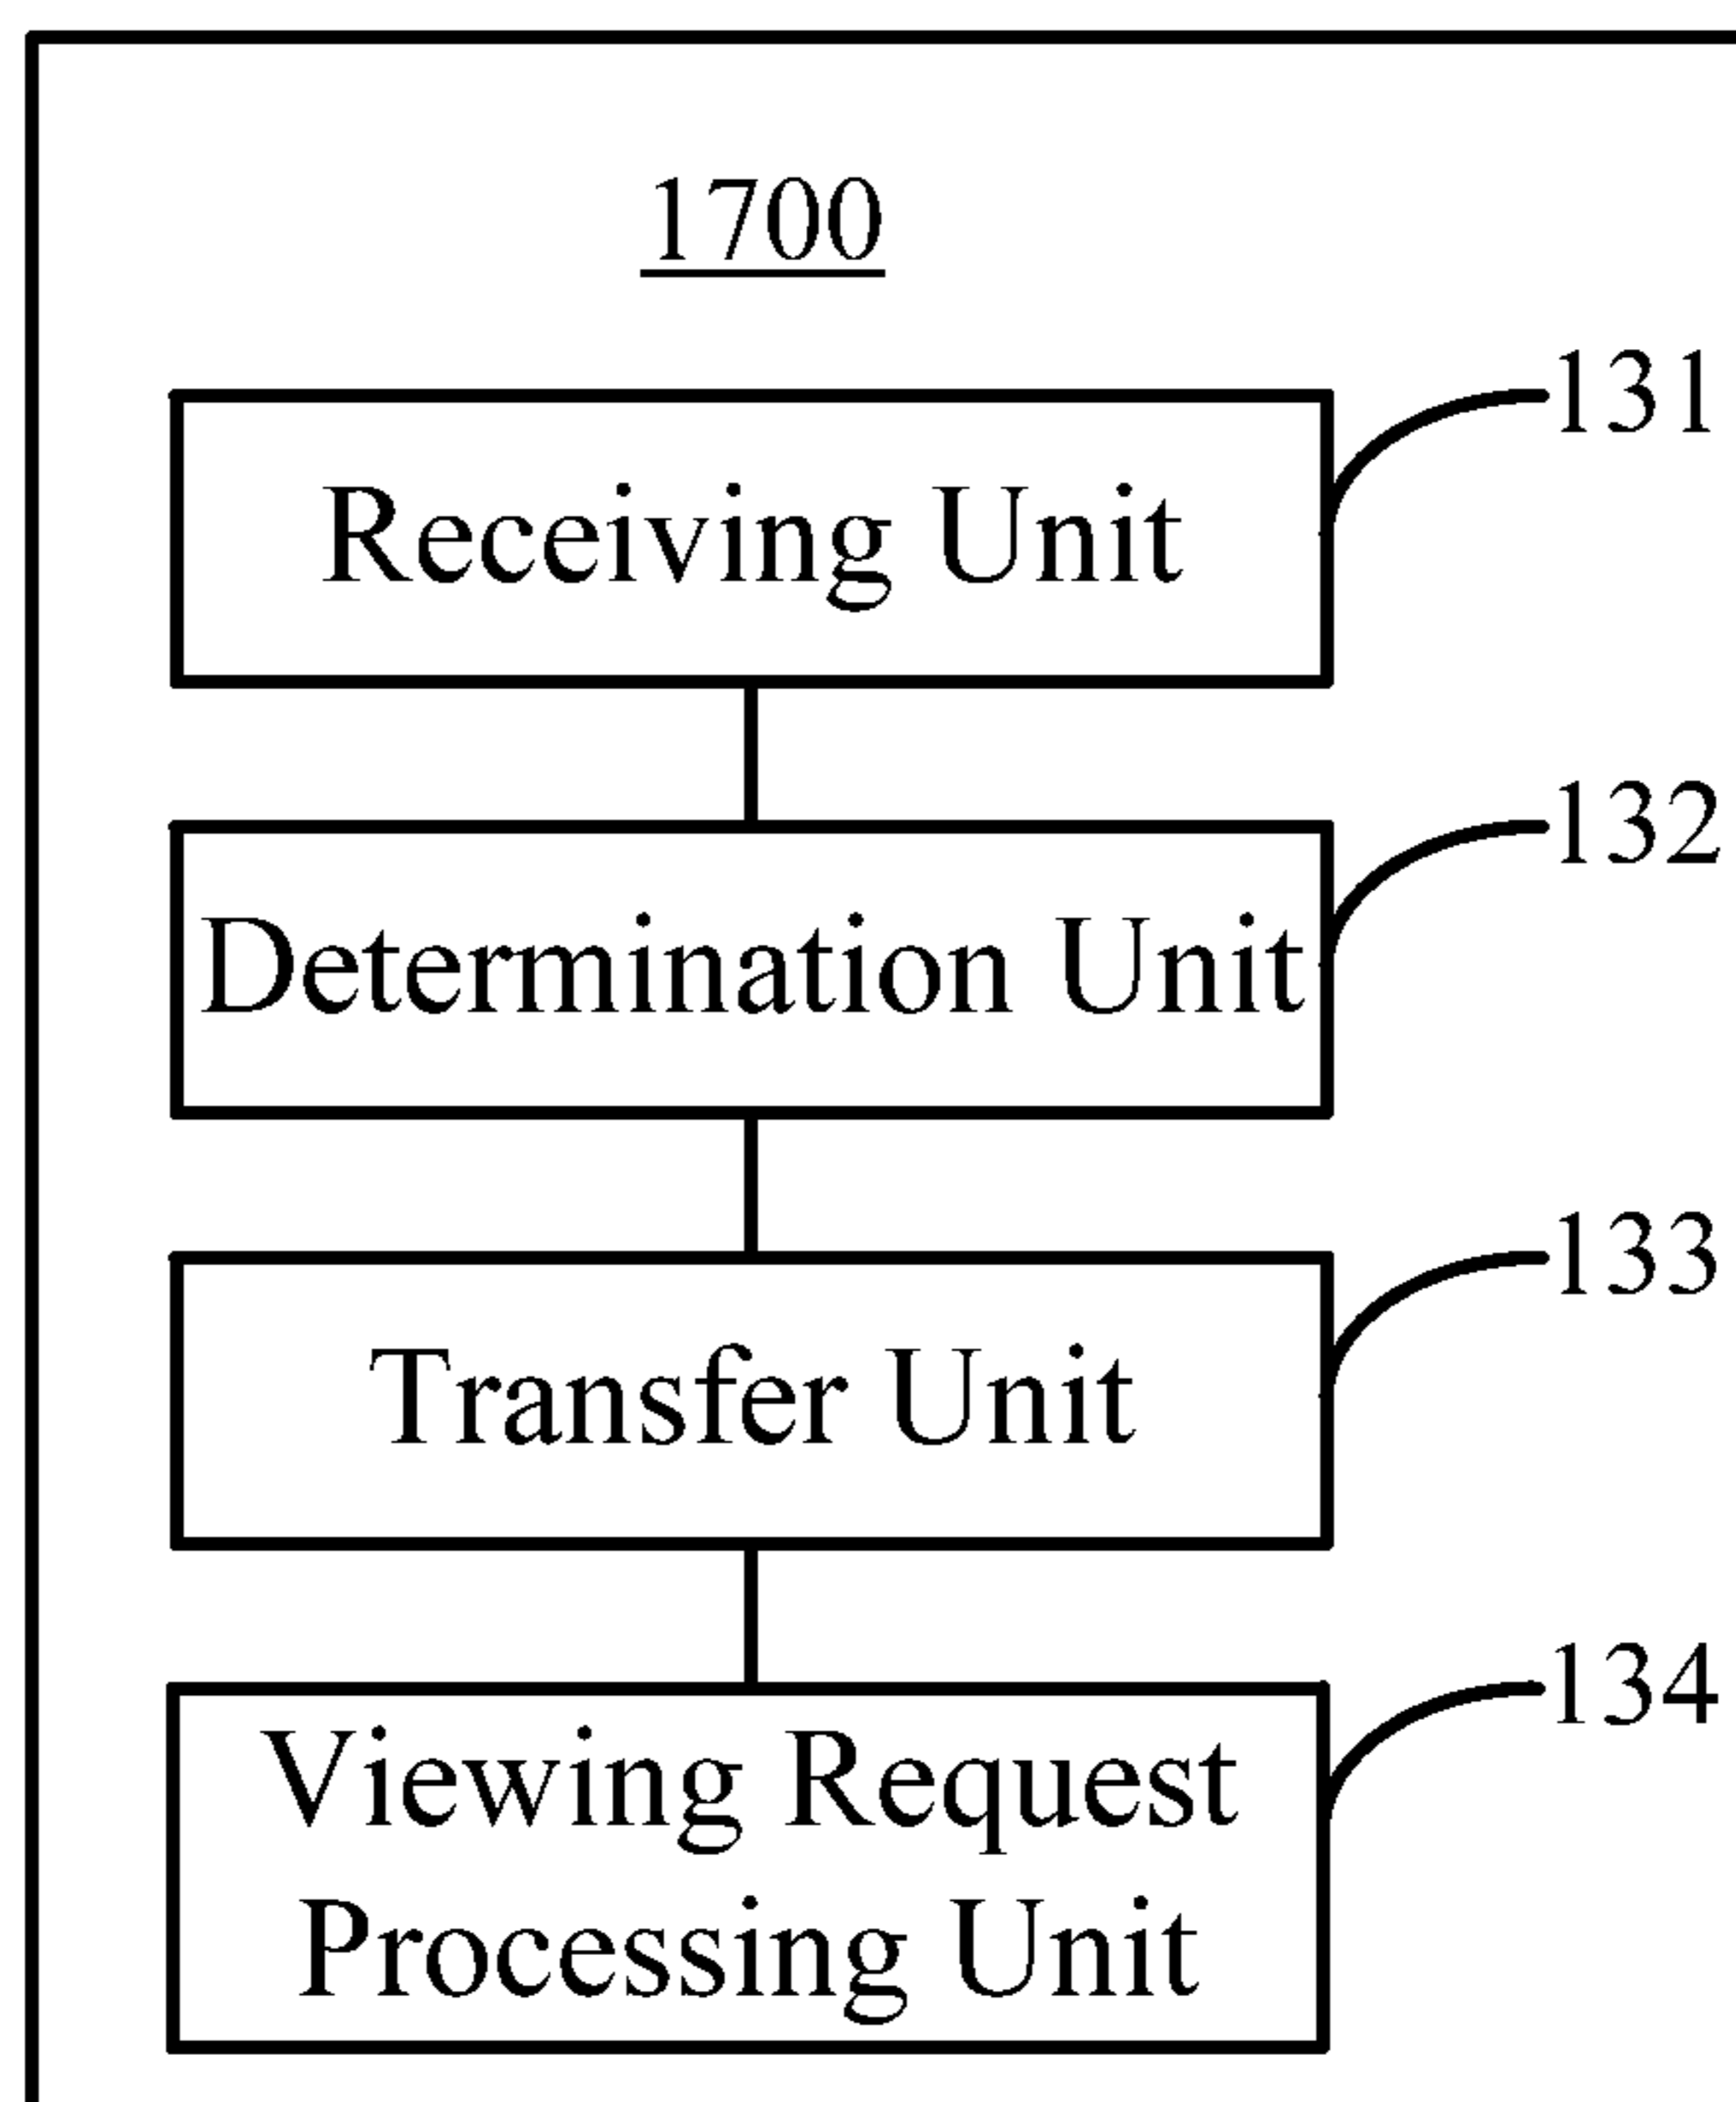 1700
131
Receiving Unit
132
Determination Unit
133
Transfer Unit
134
Viewing Request
Processing Unit